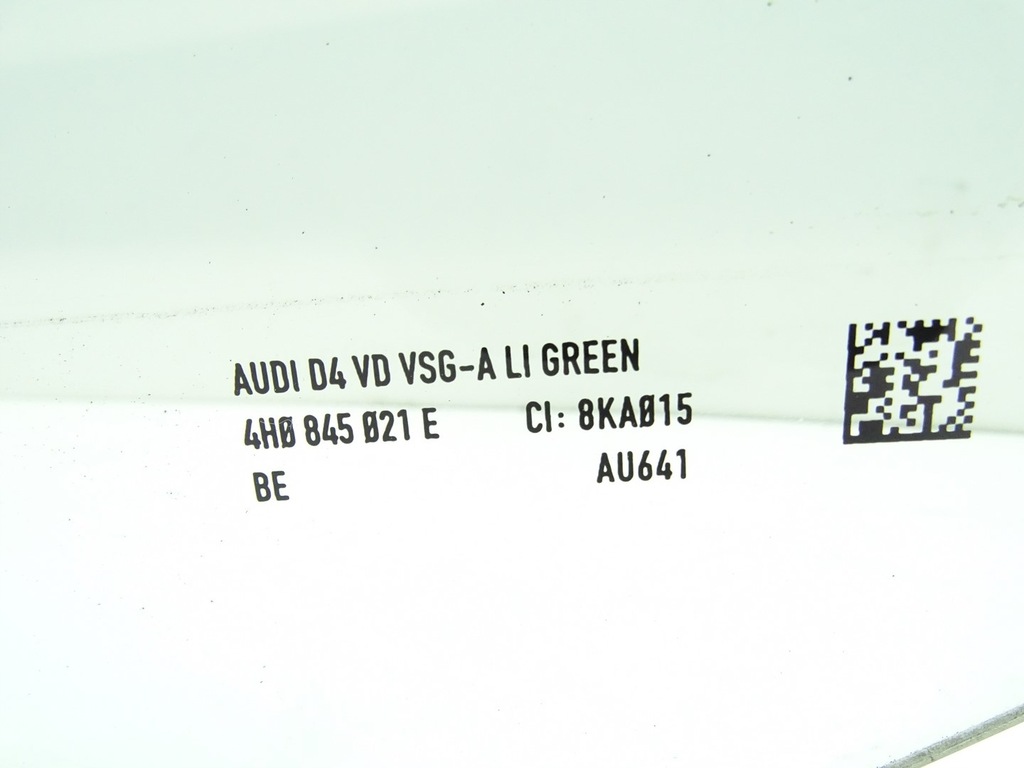 AUDI D4 VD VSG-A LI GREEN
4H0 845 021 E CI: 8KA015
BE AU641